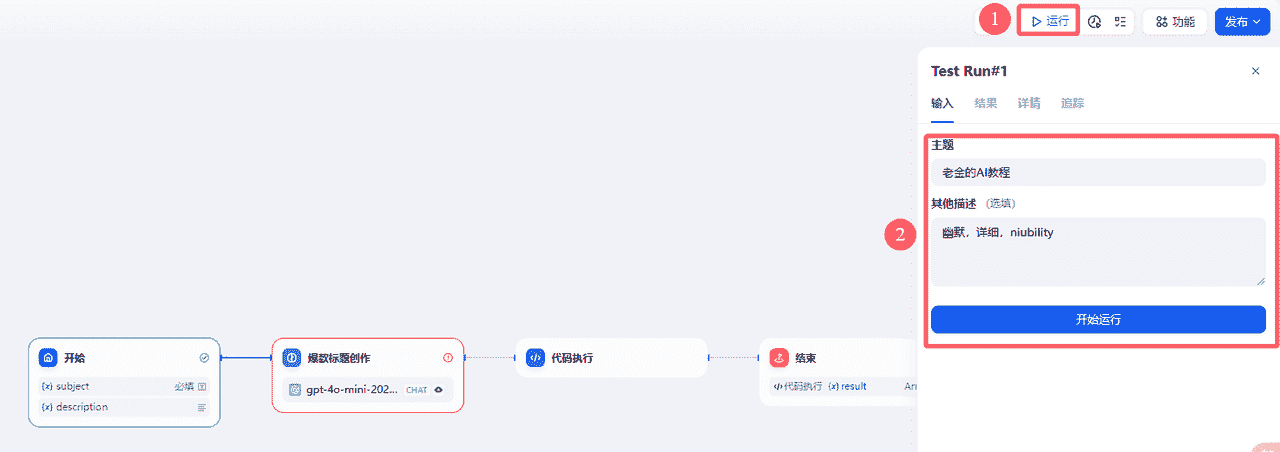 1 运行 功能 发布
Test Run#1
输入 结果 详情 追踪
主题
老金的AI教程
其他描述 (选填)
2 幽默，详细，niubility
开始运行
开始 爆款标题创作 代码执行 结束
{x} subject 必填 gpt-4o-mini-202... CHAT 代码执行 {x} result Arr
{x} description